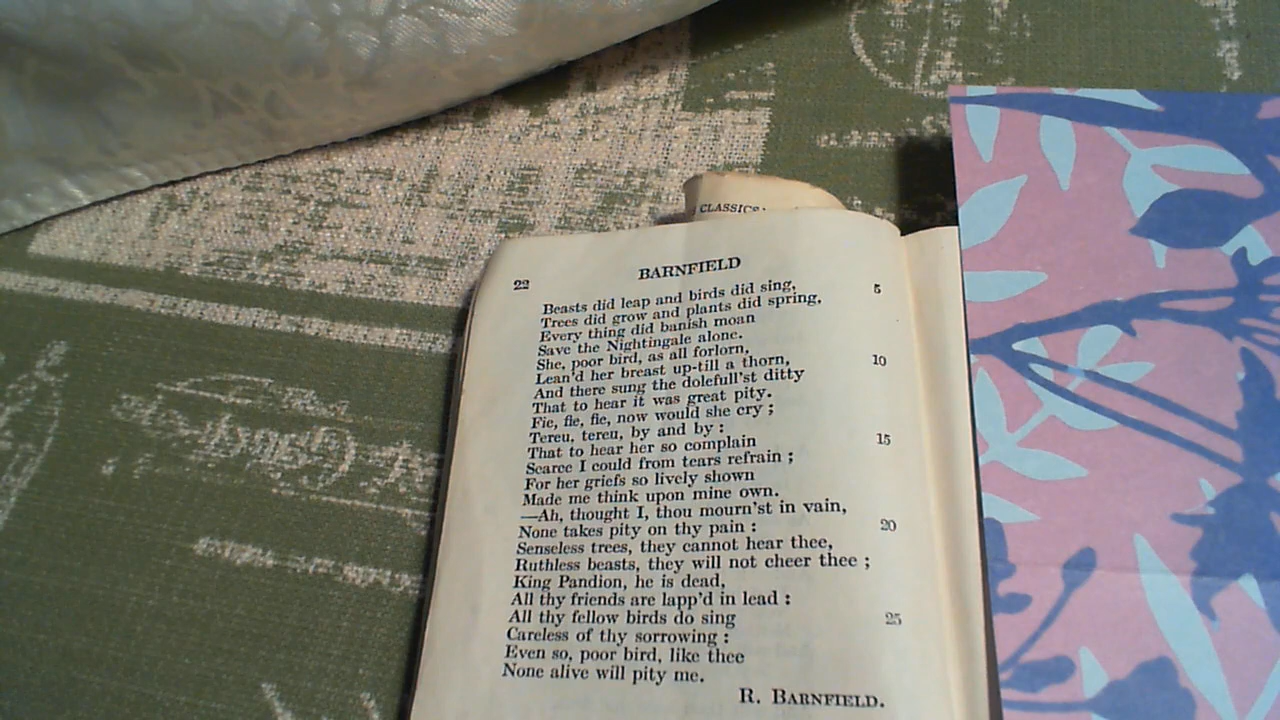 CLASSICS
22 BARNFIELD
Beasts did leap and birds did sing, 5
Trees did grow and plants did spring,
Every thing did banish moan
Save the Nightingale alone.
She, poor bird, as all forlorn,
Lean'd her breast up-till a thorn, 10
And there sung the dolefull'st ditty
That to hear it was great pity.
Fie, fie, fie, now would she cry ;
Tereu, tereu, by and by :
That to hear her so complain 15
Scarce I could from tears refrain ;
For her griefs so lively shown
Made me think upon mine own.
—Ah, thought I, thou mourn'st in vain,
None takes pity on thy pain : 20
Senseless trees, they cannot hear thee,
Ruthless beasts, they will not cheer thee ;
King Pandion, he is dead,
All thy friends are lapp'd in lead :
All thy fellow birds do sing 25
Careless of thy sorrowing :
Even so, poor bird, like thee
None alive will pity me.
R. BARNFIELD.